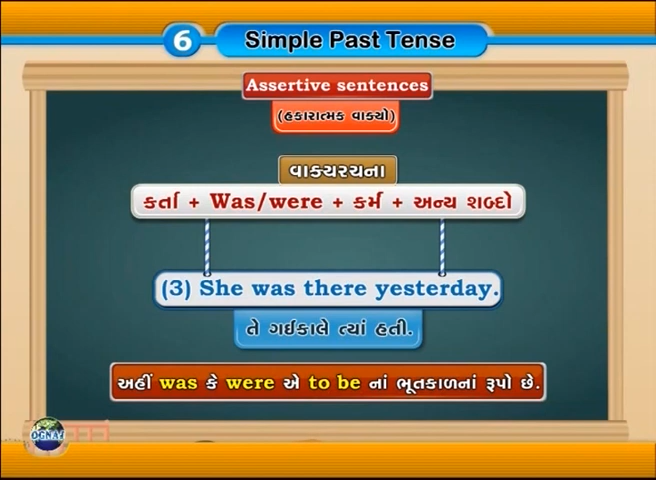 6 Simple Past Tense
Assertive sentences
(હકારાત્મક વાક્યો)
વાક્યરચના
કર્તા + Was/were + કર્મ + અન્ય શબ્દો
(3) She was there yesterday.
તે ગઈકાલે ત્યાં હતી.
અહીં was કે were એ to be નાં ભૂતકાળનાં રૂપો છે.